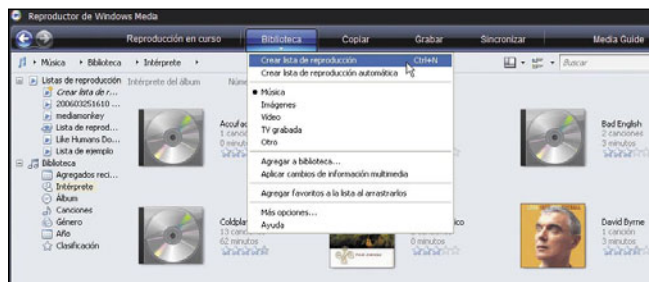 Reproductor de Windows Media
Reproducción en curso Biblioteca Copiar Grabar Sincronizar Media Guide
Música Biblioteca Intérprete
Buscar
Listas de reproducción
Crear lista de r...
200603251610 ...
mediamonkey
Lista de reprod...
Like Humans Do...
Lista de ejemplo
Biblioteca
Agregados reci...
Intérprete
Álbum
Canciones
Género
Año
Clasificación
Intérprete del álbum
Crear lista de reproducción Ctrl+N
Crear lista de reproducción automática
Música
Imágenes
Vídeo
TV grabada
Otro
Agregar a biblioteca...
Aplicar cambios de información multimedia
Agregar favoritos a la lista al arrastrarlos
Más opciones...
Ayuda
Bad English
2 canciones
3 minutos
Coldpla
13 canc
62 minutos
0 minutos
David Byrne
1 canción
3 minutos